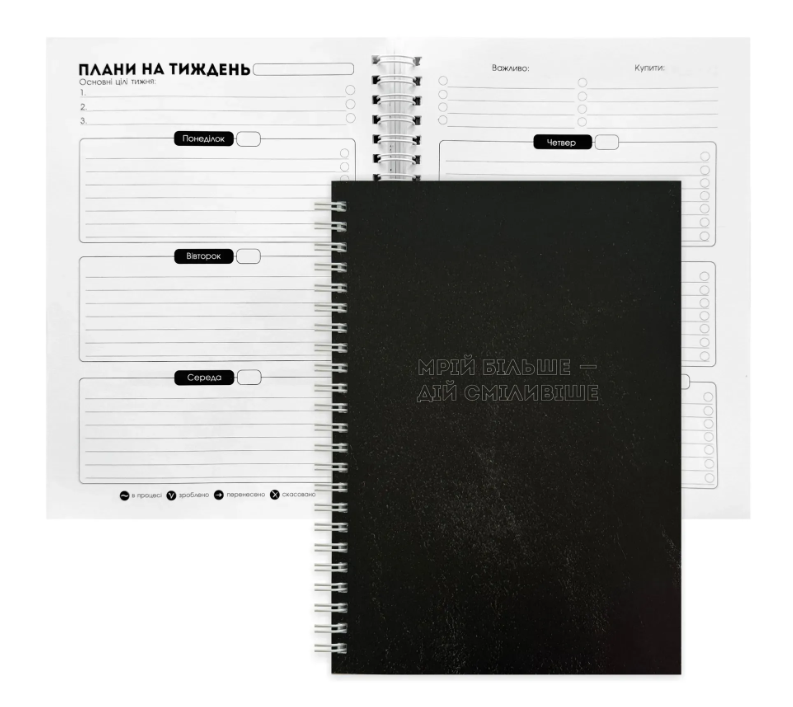 ПЛАНИ НА ТИЖДЕНЬ
Основні цілі тижня:
1.
2.
3.
Понеділок
Вівторок
Середа
в процесі зроблено перенесено скасовано
Важливо:
Купити:
Четвер
МРІЙ БІЛЬШЕ —
ДІЙ СМІЛИВІШЕ